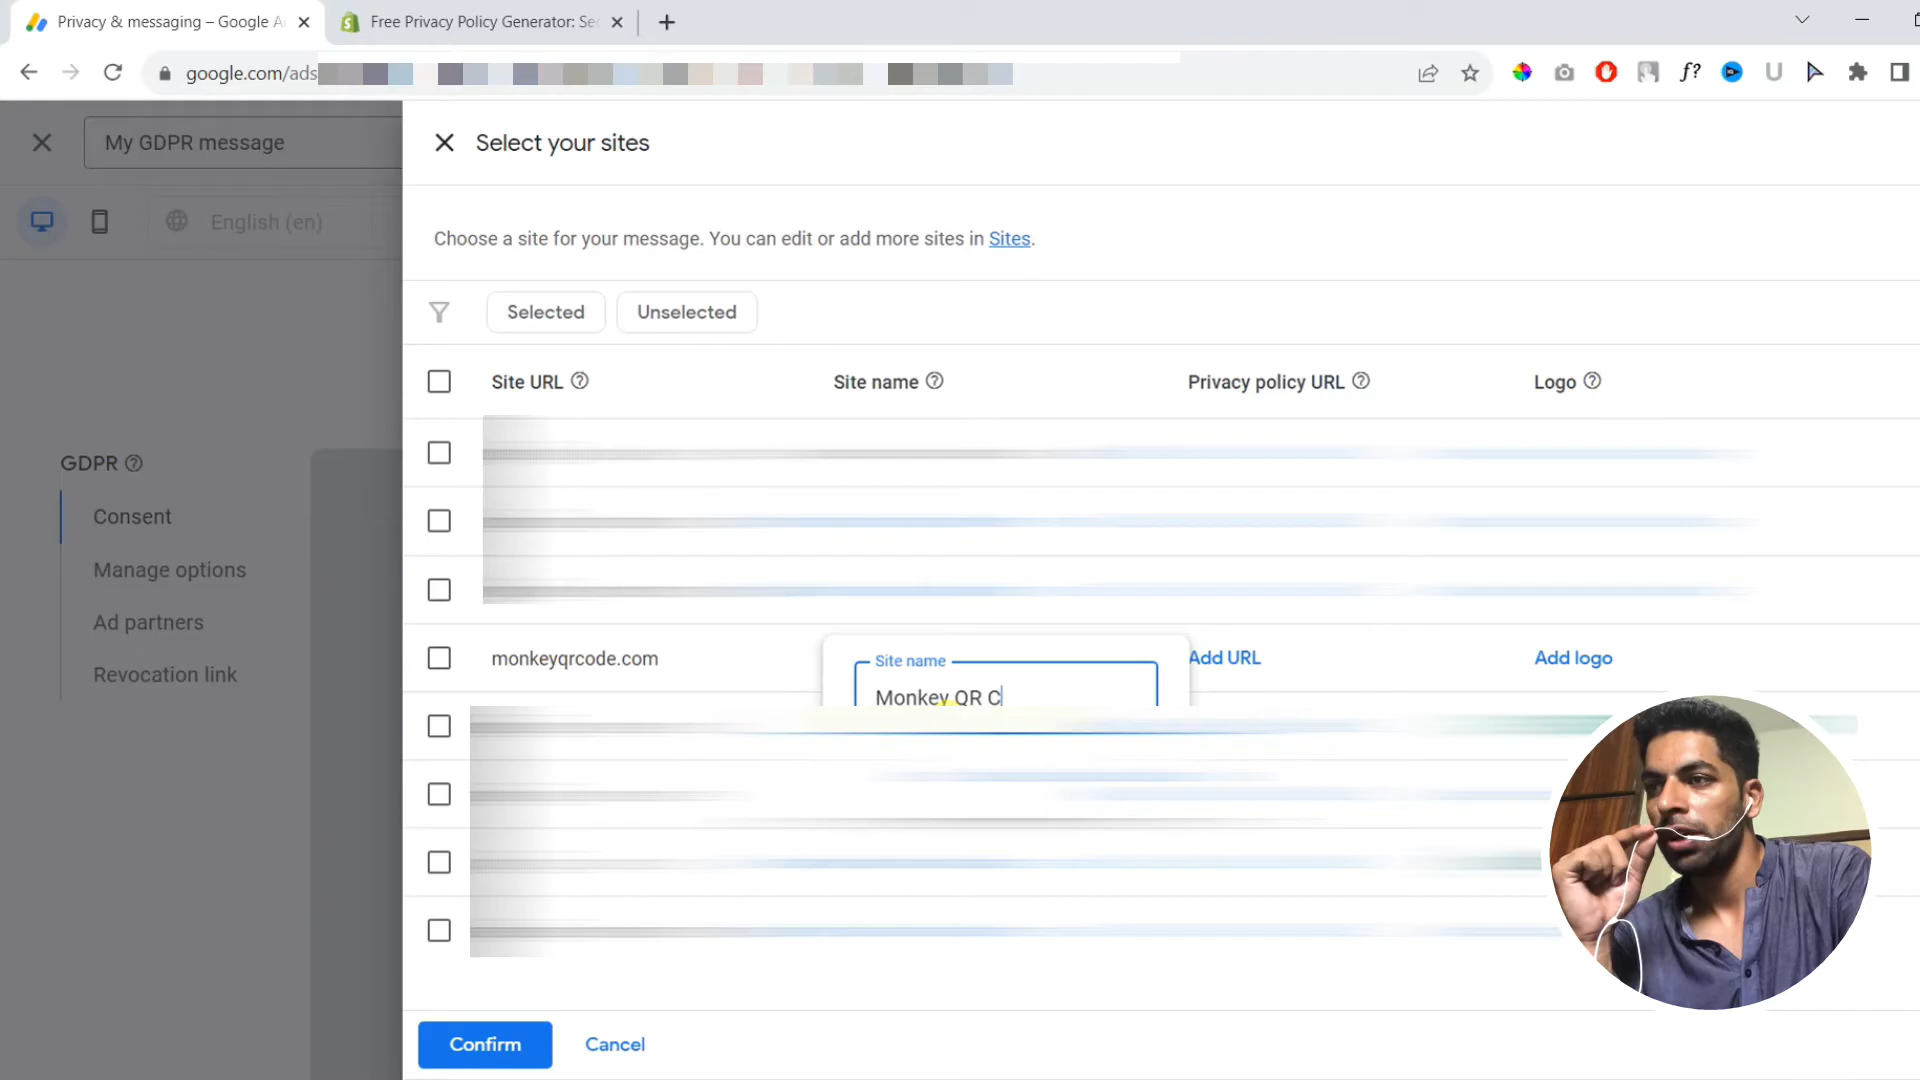 Privacy & messaging – Google A
Free Privacy Policy Generator: Se
google.com/ads
f?
My GDPR message
Select your sites
English (en)
Choose a site for your message. You can edit or add more sites in Sites.
Selected
Unselected
Site URL
Site name
Privacy policy URL
Logo
GDPR
Consent
Manage options
Ad partners
Revocation link
monkeyqrcode.com
Site name
Monkey QR C
Add URL
Add logo
Confirm
Cancel